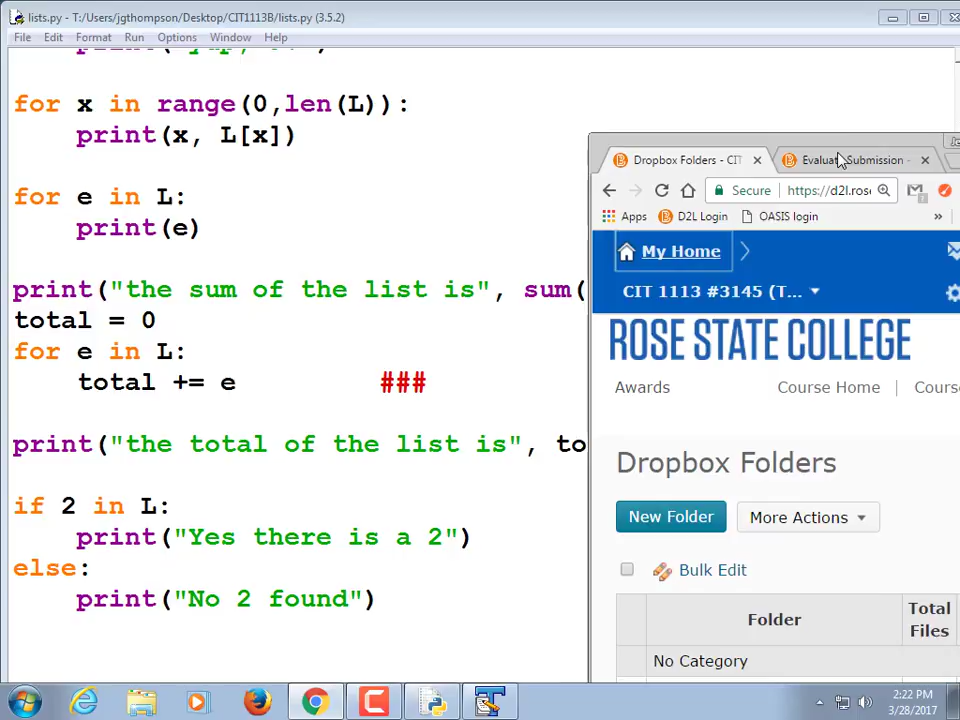 lists.py - T:/Users/jgthompson/Desktop/CIT1113B/lists.py (3.5.2)
File Edit Format Run Options Window Help
for x in range(0,len(L)):
print(x, L[x])
for e in L:
print(e)
print("the sum of the list is", sum(
total = 0
for e in L:
total += e ###
print("the total of the list is", to
if 2 in L:
print("Yes there is a 2")
else:
print("No 2 found")
Dropbox Folders - CIT
Evaluate Submission -
Secure https://d2l.rose
Apps D2L Login OASIS login »
My Home
CIT 1113 #3145 (T...
ROSE STATE COLLEGE
Awards Course Home | Cours
Dropbox Folders
New Folder More Actions
Bulk Edit
Folder Total Files
No Category
2:22 PM
3/28/2017